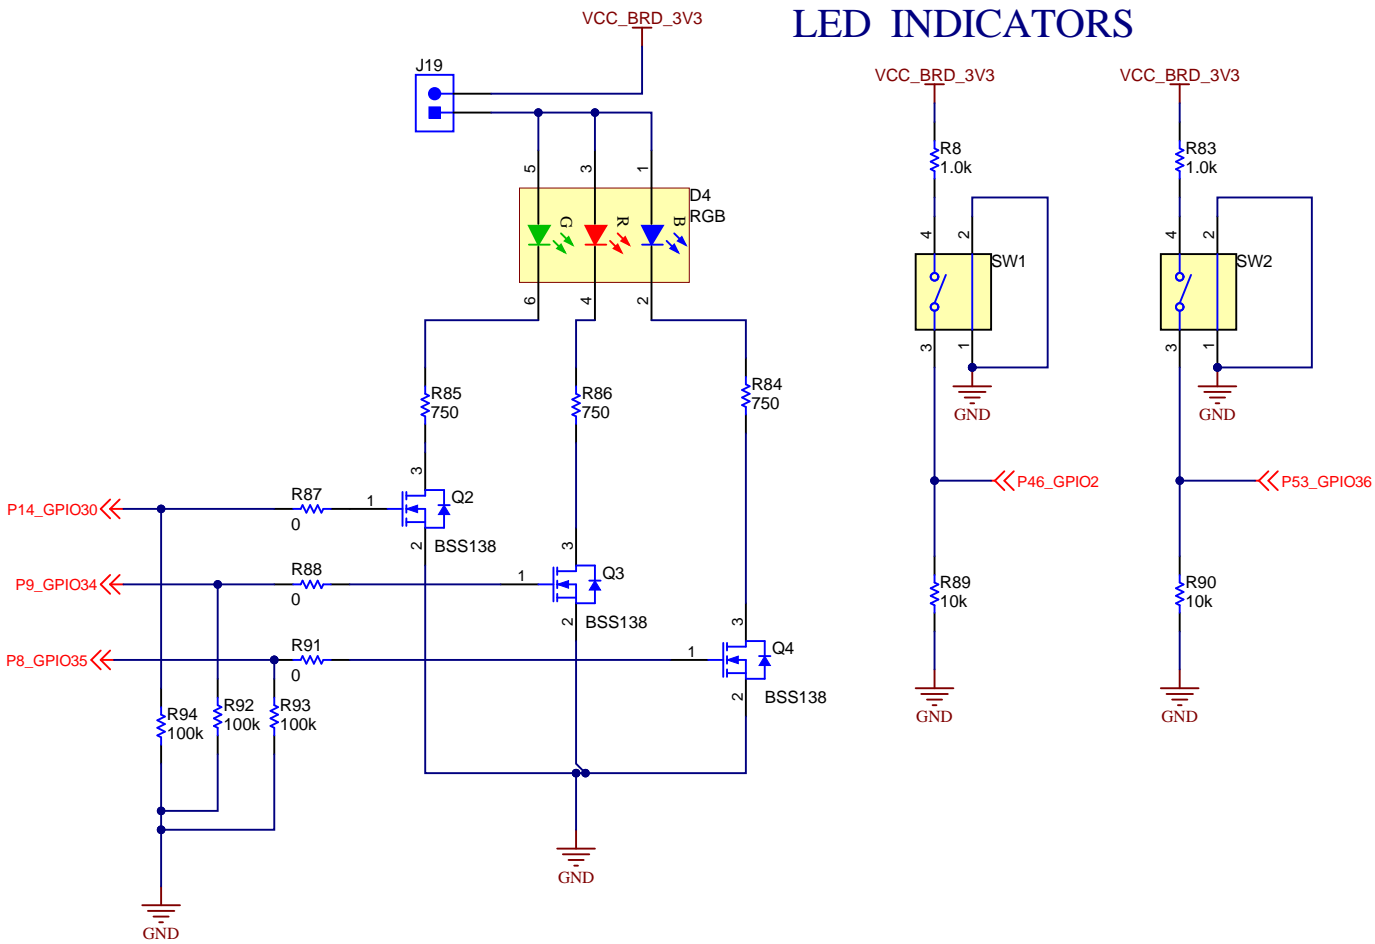 LED INDICATORS
VCC_BRD_3V3
J19
5
3
1
D4
RGB
G
R
B
6
4
2
R85
750
R86
750
R84
750
P14_GPIO30
R87
0
1
3
Q2
2
BSS138
P9_GPIO34
R88
0
1
3
Q3
2
BSS138
P8_GPIO35
R91
0
1
3
Q4
2
BSS138
R94
100k
R92
100k
R93
100k
GND
GND
VCC_BRD_3V3
R8
1.0k
4
2
SW1
3
1
GND
P46_GPIO2
R89
10k
GND
VCC_BRD_3V3
R83
1.0k
4
2
SW2
3
1
GND
P53_GPIO36
R90
10k
GND